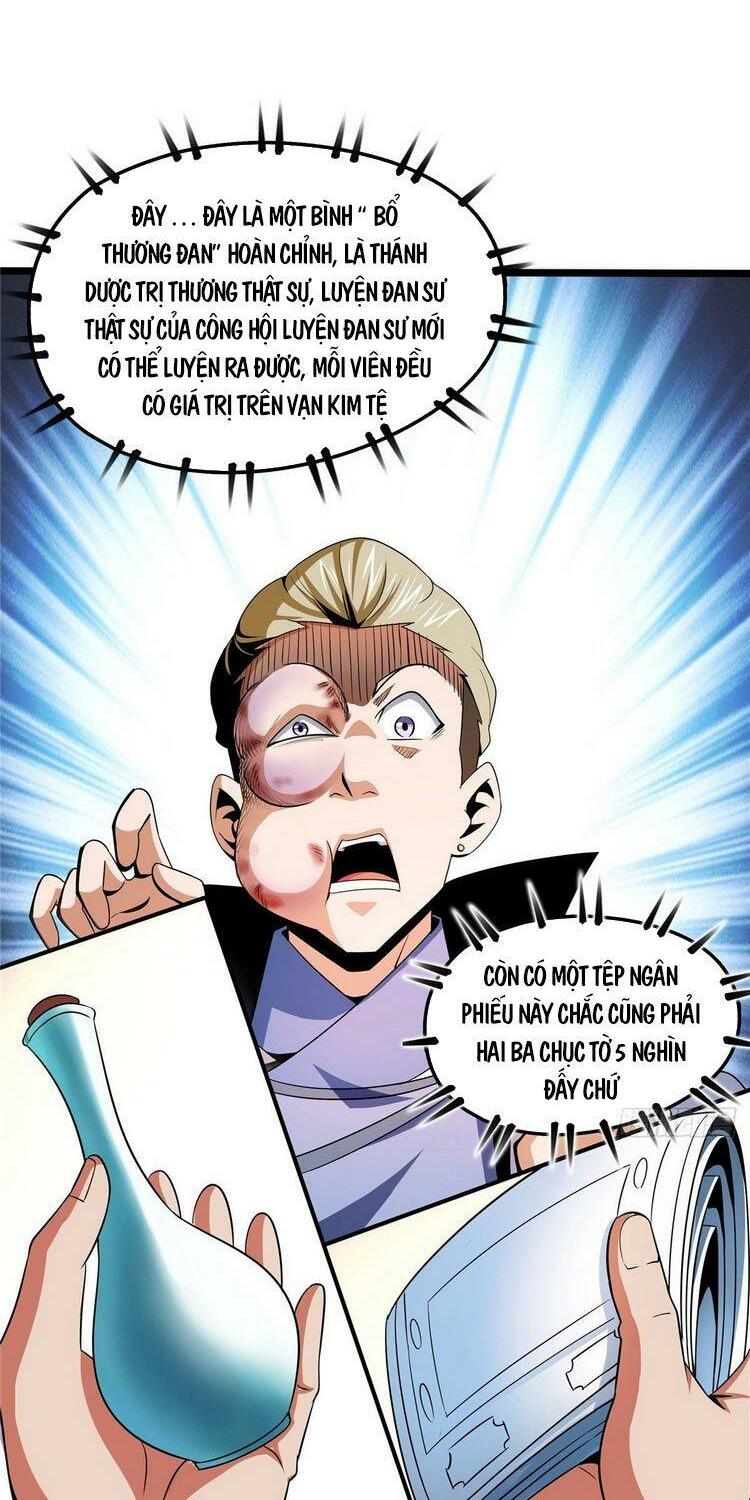 ĐÂY ... ĐÂY LÀ MỘT BÌNH " BỔ
THƯƠNG ĐAN" HOÀN CHỈNH, LÀ THÁNH
DƯỢC TRỊ THƯƠNG THẬT SỰ, LUYỆN ĐAN SƯ
THẬT SỰ CỦA CÔNG HỘI LUYỆN ĐAN SƯ MỚI
CÓ THỂ LUYỆN RA ĐƯỢC, MỖI VIÊN ĐỀU
CÓ GIÁ TRỊ TRÊN VẠN KIM TỆ
CÒN CÓ MỘT TỆP NGÂN
PHIẾU NÀY CHẮC CŨNG PHẢI
HAI BA CHỤC TỜ 5 NGHÌN
ĐẤY CHỨ